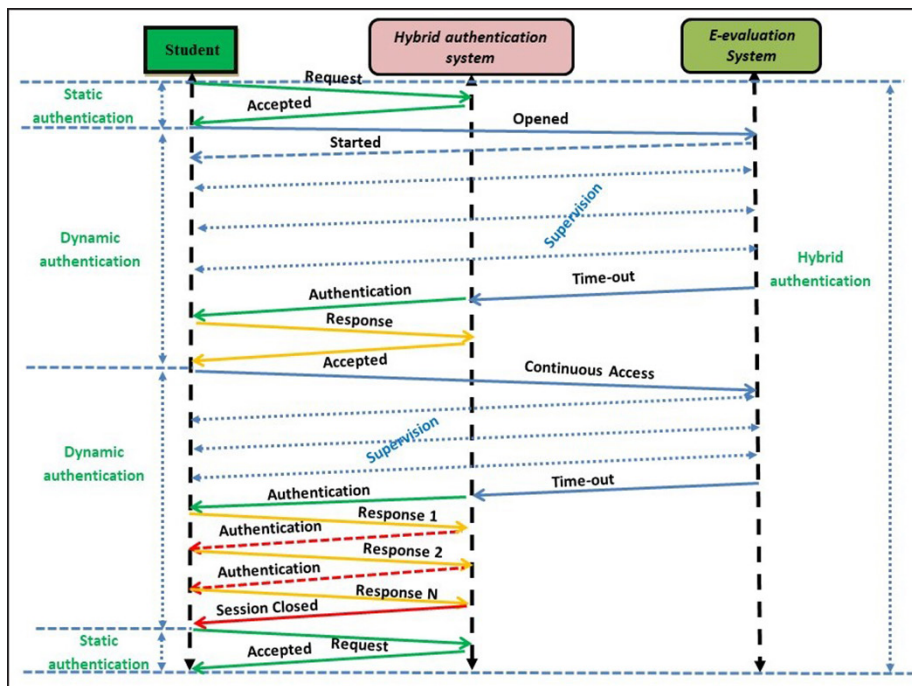 Student
Hybrid authentication
system
E-evaluation
System
Request
Static
authentication
Accepted
Opened
Started
Supervision
Dynamic
authentication
Hybrid
authentication
Time-out
Authentication
Response
Accepted
Continuous Access
Supervision
Dynamic
authentication
Time-out
Authentication
Response 1
Authentication
Response 2
Authentication
Response N
Session Closed
Static
authentication
Request
Accepted